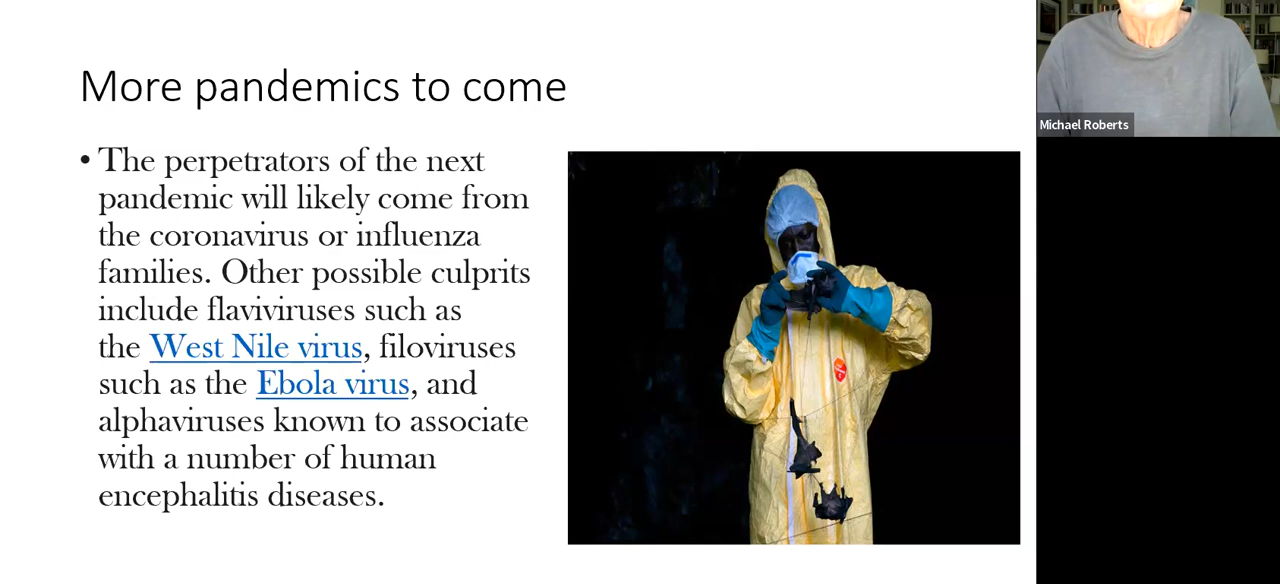 More pandemics to come
• The perpetrators of the next
pandemic will likely come from
the coronavirus or influenza
families. Other possible culprits
include flaviviruses such as
the West Nile virus, filoviruses
such as the Ebola virus, and
alphaviruses known to associate
with a number of human
encephalitis diseases.
Michael Roberts